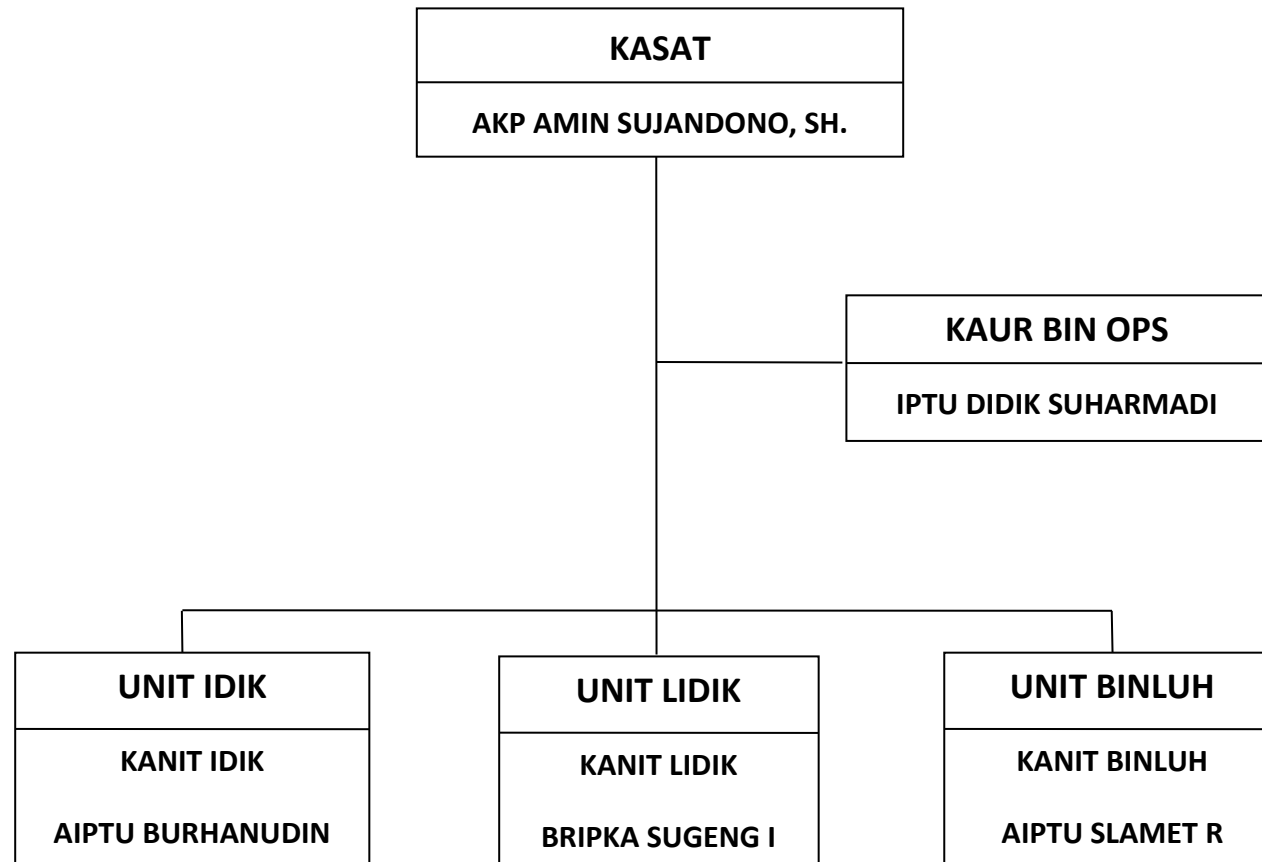 KASAT
AKP AMIN SUJANDONO, SH.
KAUR BIN OPS
IPTU DIDIK SUHARMADI
UNIT IDIK
KANIT IDIK
AIPTU BURHANUDIN
UNIT LIDIK
KANIT LIDIK
BRIPKA SUGENG I
UNIT BINLUH
KANIT BINLUH
AIPTU SLAMET R